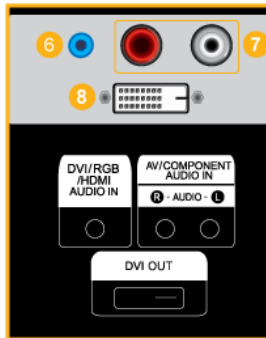 6
7
8
DVI/RGB
/HDMI
AUDIO IN
AV/COMPONENT
AUDIO IN
R - AUDIO - L
DVI OUT